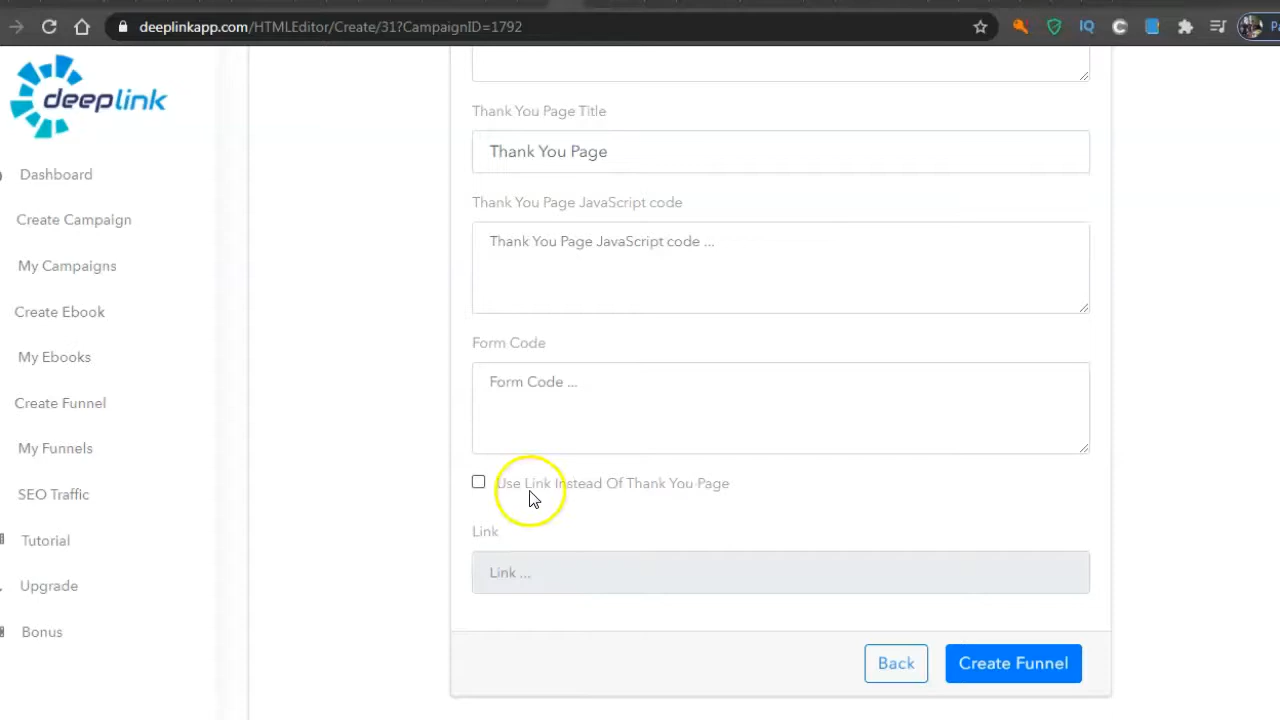 deeplinkapp.com/HTMLEditor/Create/31?CampaignID=1792
deeplink
Dashboard
Create Campaign
My Campaigns
Create Ebook
My Ebooks
Create Funnel
My Funnels
SEO Traffic
Tutorial
Upgrade
Bonus
Thank You Page Title
Thank You Page
Thank You Page JavaScript code
Thank You Page JavaScript code ...
Form Code
Form Code ...
Use Link Instead Of Thank You Page
Link
Link ...
Back
Create Funnel